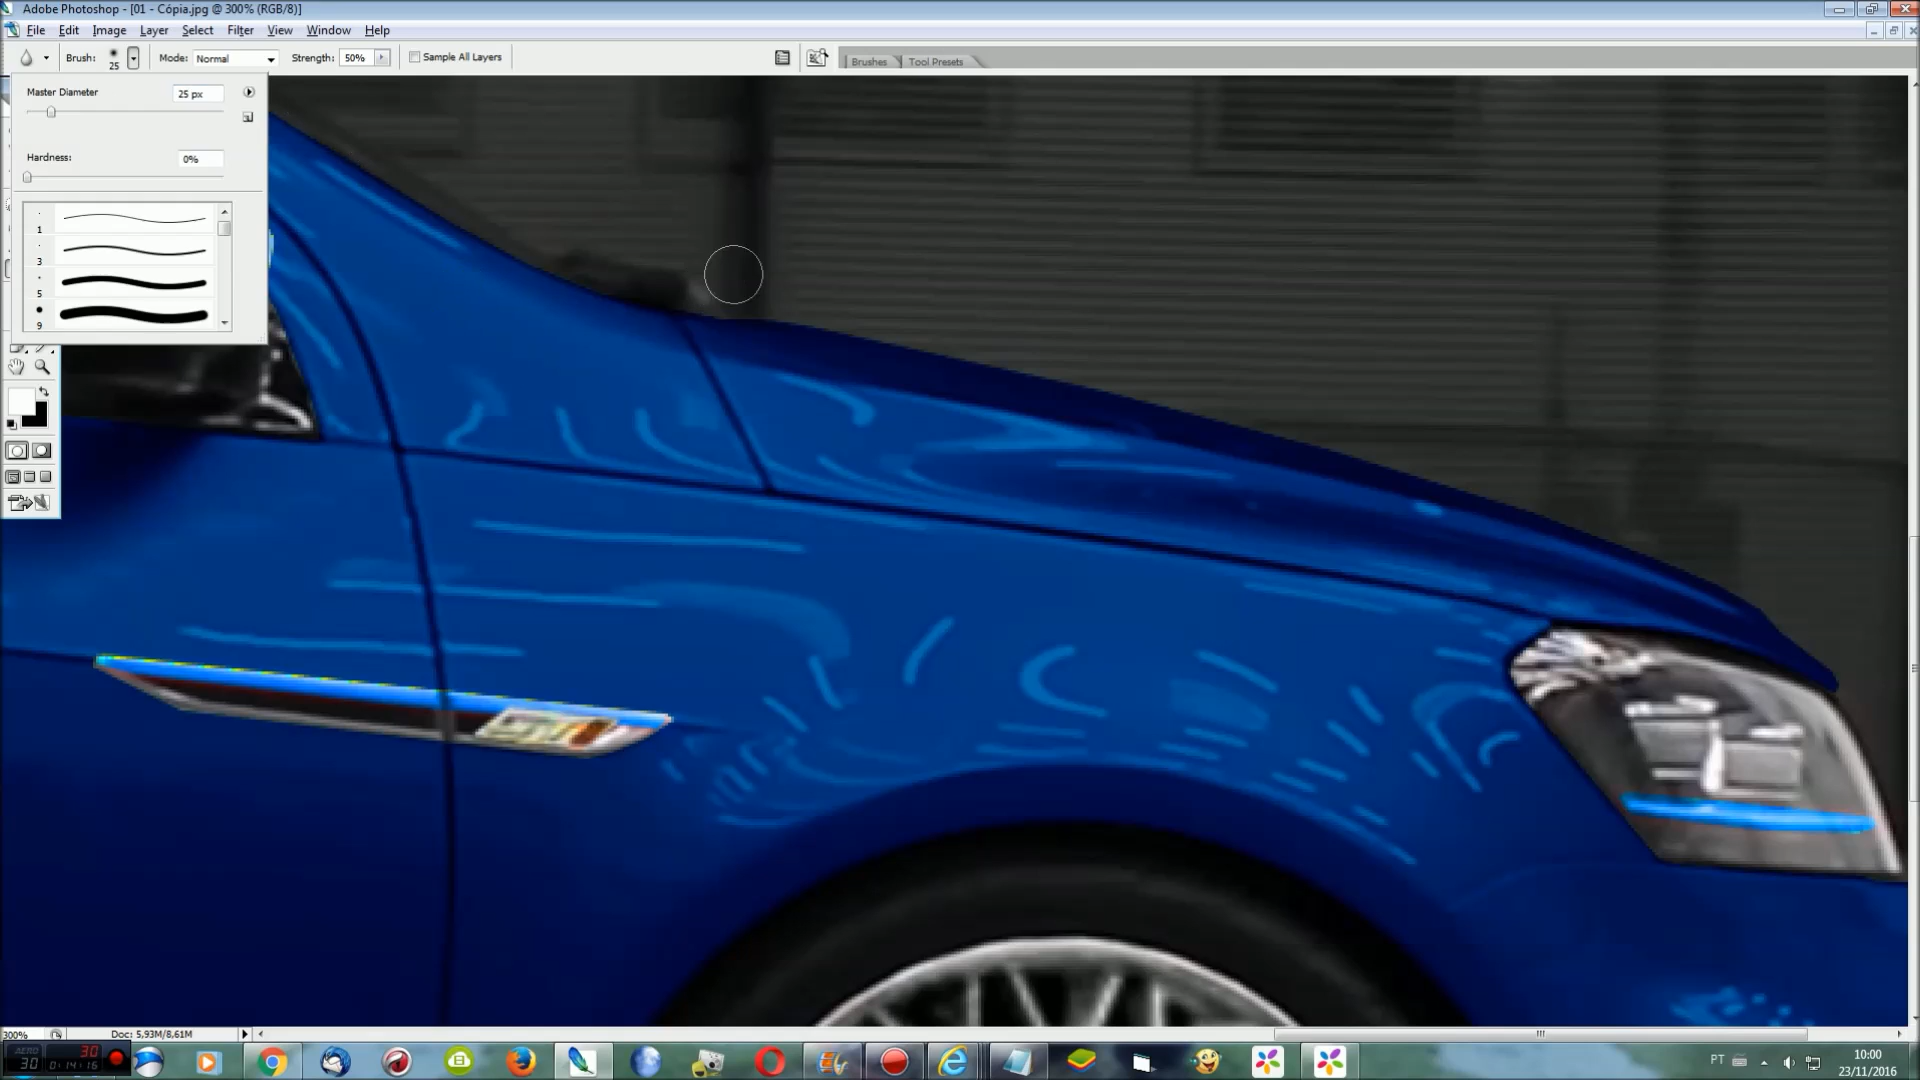 Adobe Photoshop - [01 - Cópia.jpg @ 300% (RGB/8)]
File Edit Image Layer Select Filter View Window Help
Brush: 25 Mode: Normal Strength: 50% Sample All Layers Brushes Tool Presets
Master Diameter 25 px
Hardness: 0%
1
3
5
9
300% Doc: 5,93M/8,61M
30 30
PT 10:00
23/11/2016